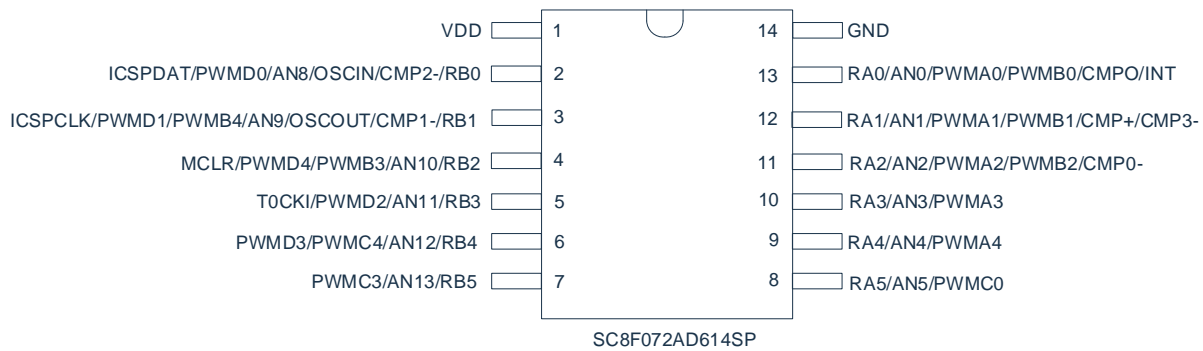 VDD 1 14 GND
ICSPDAT/PWMD0/AN8/OSCIN/CMP2-/RB0 2 13 RA0/AN0/PWMA0/PWMB0/CMPO/INT
ICSPCLK/PWMD1/PWMB4/AN9/OSCOUT/CMP1-/RB1 3 12 RA1/AN1/PWMA1/PWMB1/CMP+/CMP3-
MCLR/PWMD4/PWMB3/AN10/RB2 4 11 RA2/AN2/PWMA2/PWMB2/CMP0-
T0CKI/PWMD2/AN11/RB3 5 10 RA3/AN3/PWMA3
PWMD3/PWMC4/AN12/RB4 6 9 RA4/AN4/PWMA4
PWMC3/AN13/RB5 7 8 RA5/AN5/PWMC0
SC8F072AD614SP